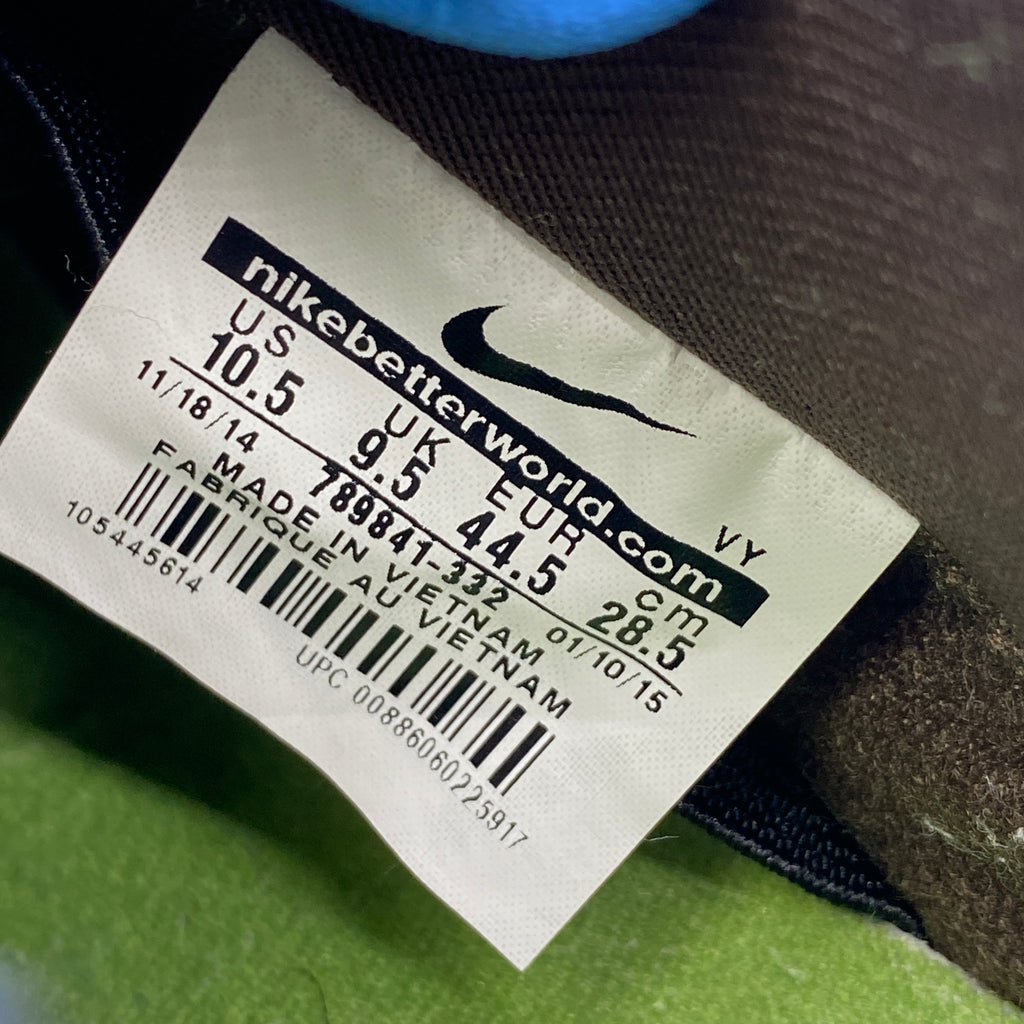 VY
nikebetterworld.com
US UK EUR cm
10.5 9.5 44.5 28.5
11/18/14 789841-332 01/10/15
MADE IN VIETNAM
FABRIQUE AU VIETNAM
105445614
UPC 00886060225917